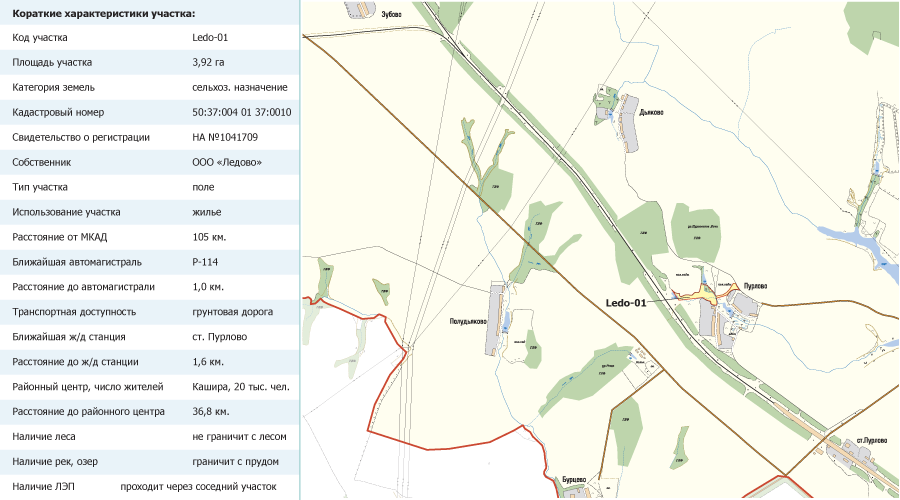 Краткие характеристики участка:
Код участка Ledo-01
Площадь участка 3,92 га
Категория земель сельхоз. назначение
Кадастровый номер 50:37:004 01 37:0010
Свидетельство о регистрации НА №1041709
Собственник ООО «Ледово»
Тип участка поле
Использование участка жилье
Расстояние от МКАД 105 км.
Ближайшая автомагистраль Р-114
Расстояние до автомагистрали 1,0 км.
Транспортная доступность грунтовая дорога
Ближайшая ж/д станция ст. Пурлово
Расстояние до ж/д станции 1,6 км.
Районный центр, число жителей Кашира, 20 тыс. чел.
Расстояние до районного центра 36,8 км.
Наличие леса не граничит с лесом
Наличие рек, озер граничит с прудом
Наличие ЛЭП проходит через соседний участок
Зубово
Дьяково
Пурлово
Ledo-01
Полудьяково
ст.Пурлово
Бурцево